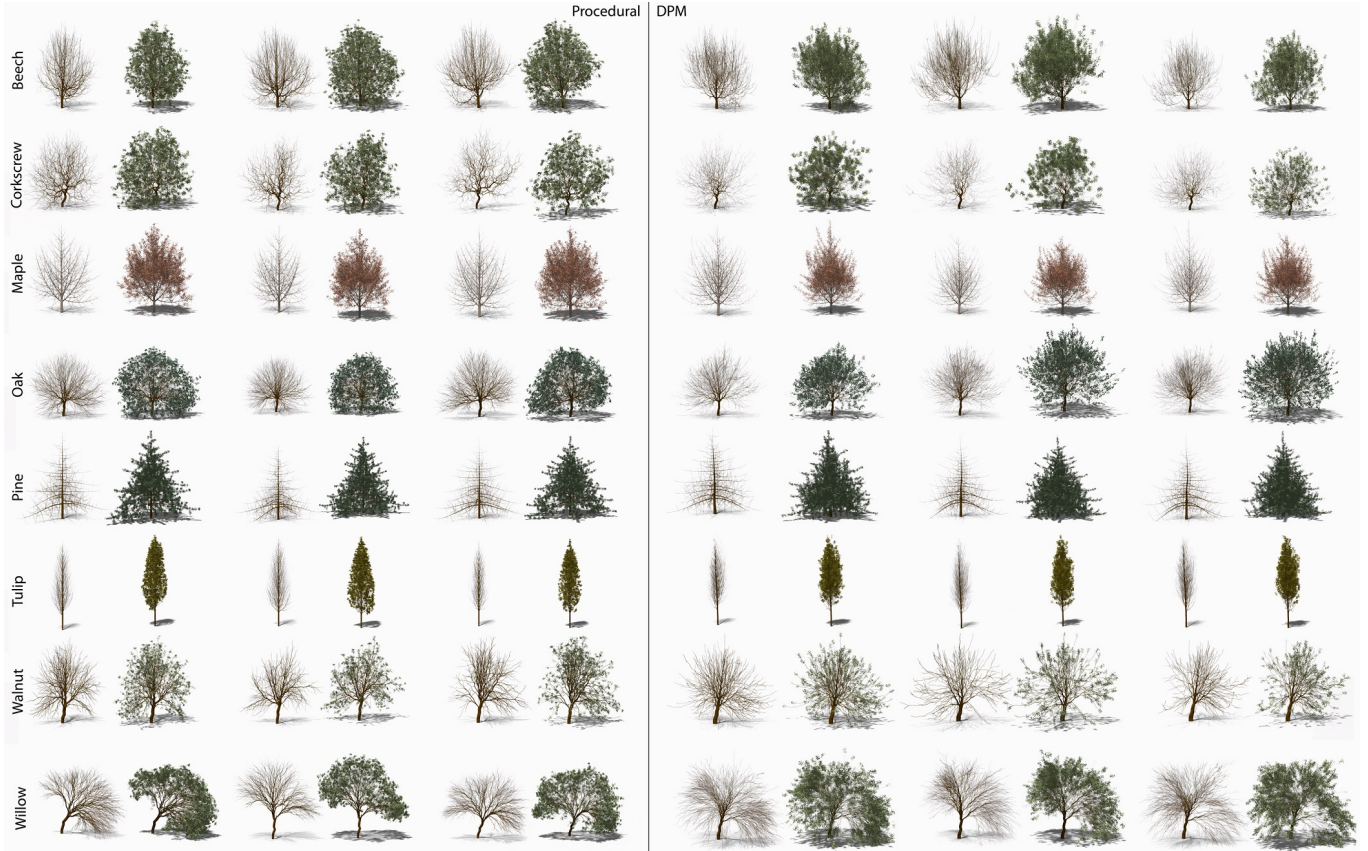 Procedural
DPM
Beech
Corkscrew
Maple
Oak
Pine
Tulip
Walnut
Willow